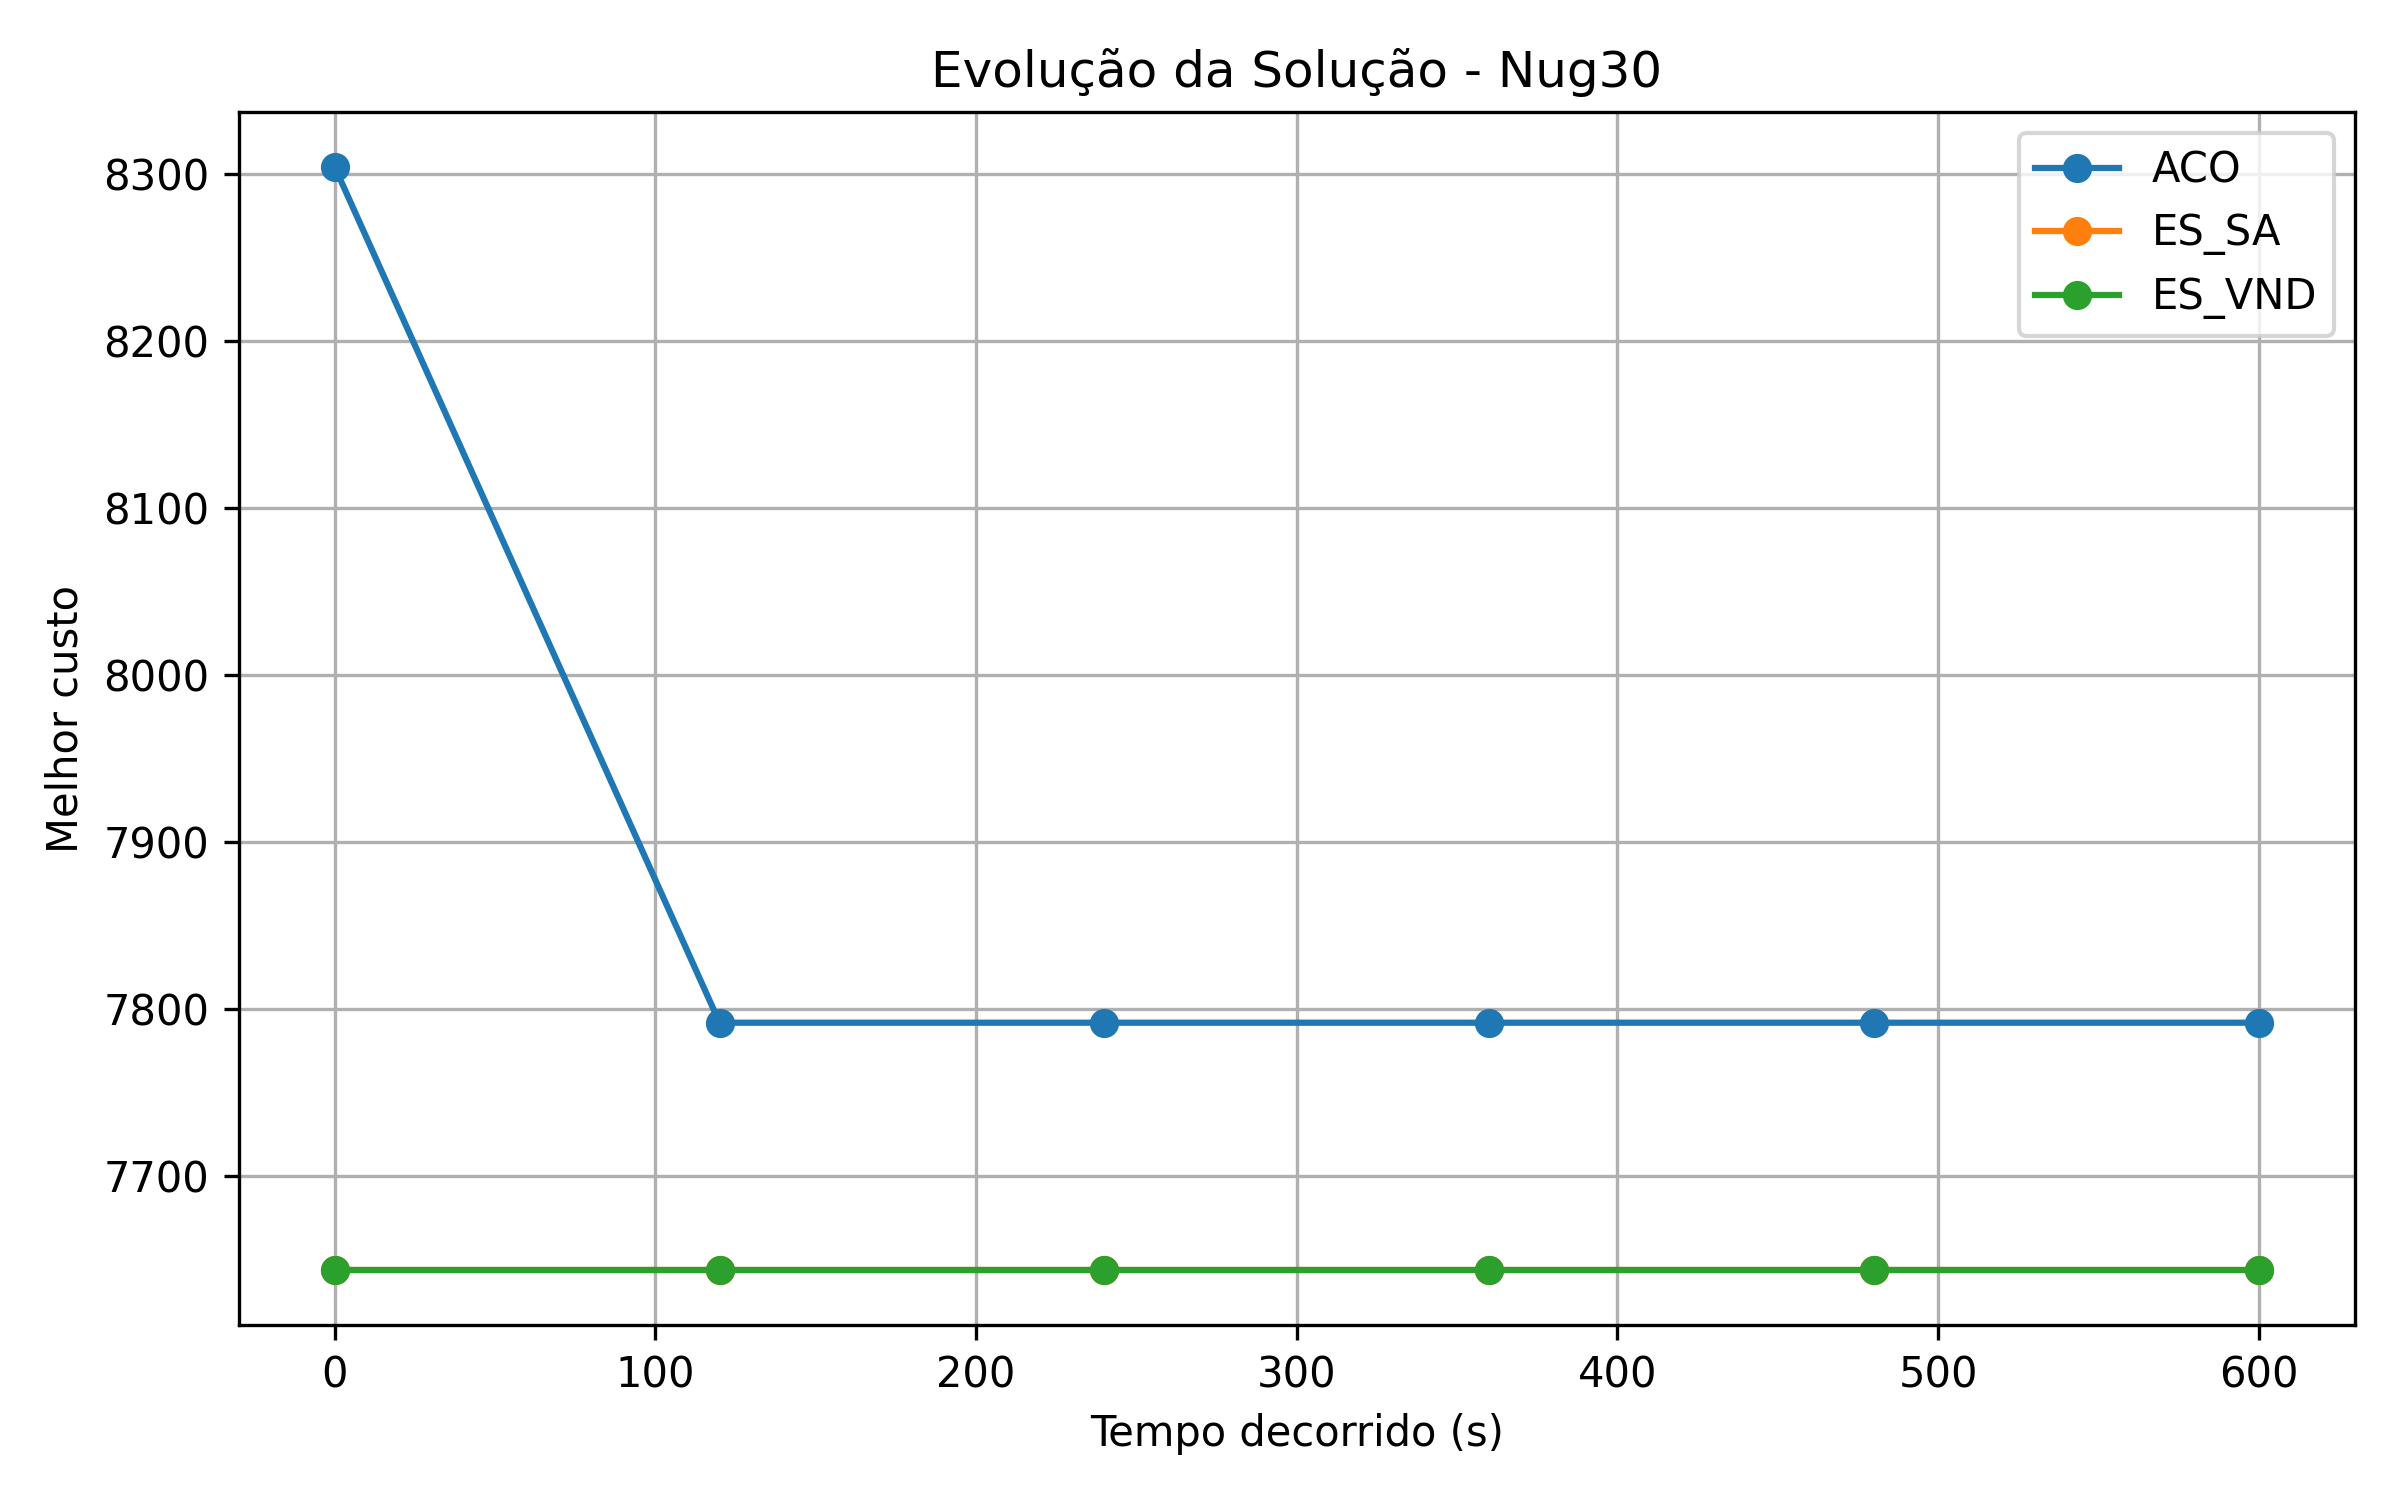 Evolução da Solução - Nug30
ACO
ES_SA
ES_VND
Melhor custo
8300
8200
8100
8000
7900
7800
7700
0 100 200 300 400 500 600
Tempo decorrido (s)